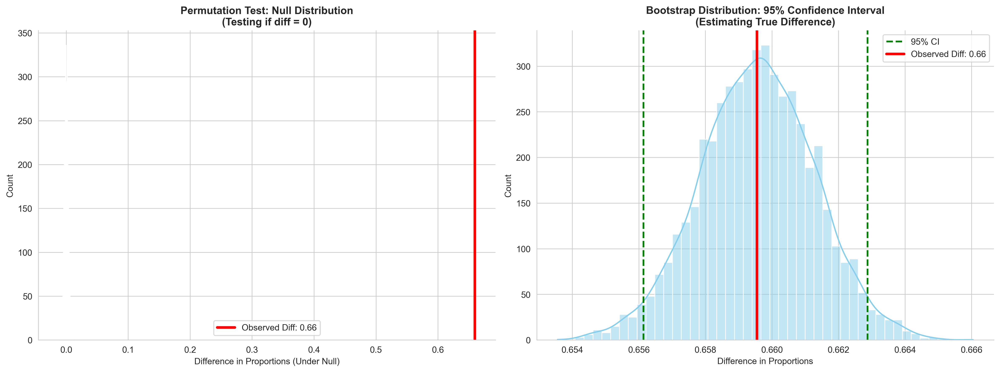 Permutation Test: Null Distribution
(Testing if diff = 0)
350
300
250
200
150
100
50
0
Count
0.0 0.1 0.2 0.3 0.4 0.5 0.6
Difference in Proportions (Under Null)
Observed Diff: 0.66
Bootstrap Distribution: 95% Confidence Interval
(Estimating True Difference)
95% CI
Observed Diff: 0.66
300
250
200
150
100
50
0
Count
0.654 0.656 0.658 0.660 0.662 0.664 0.666
Difference in Proportions